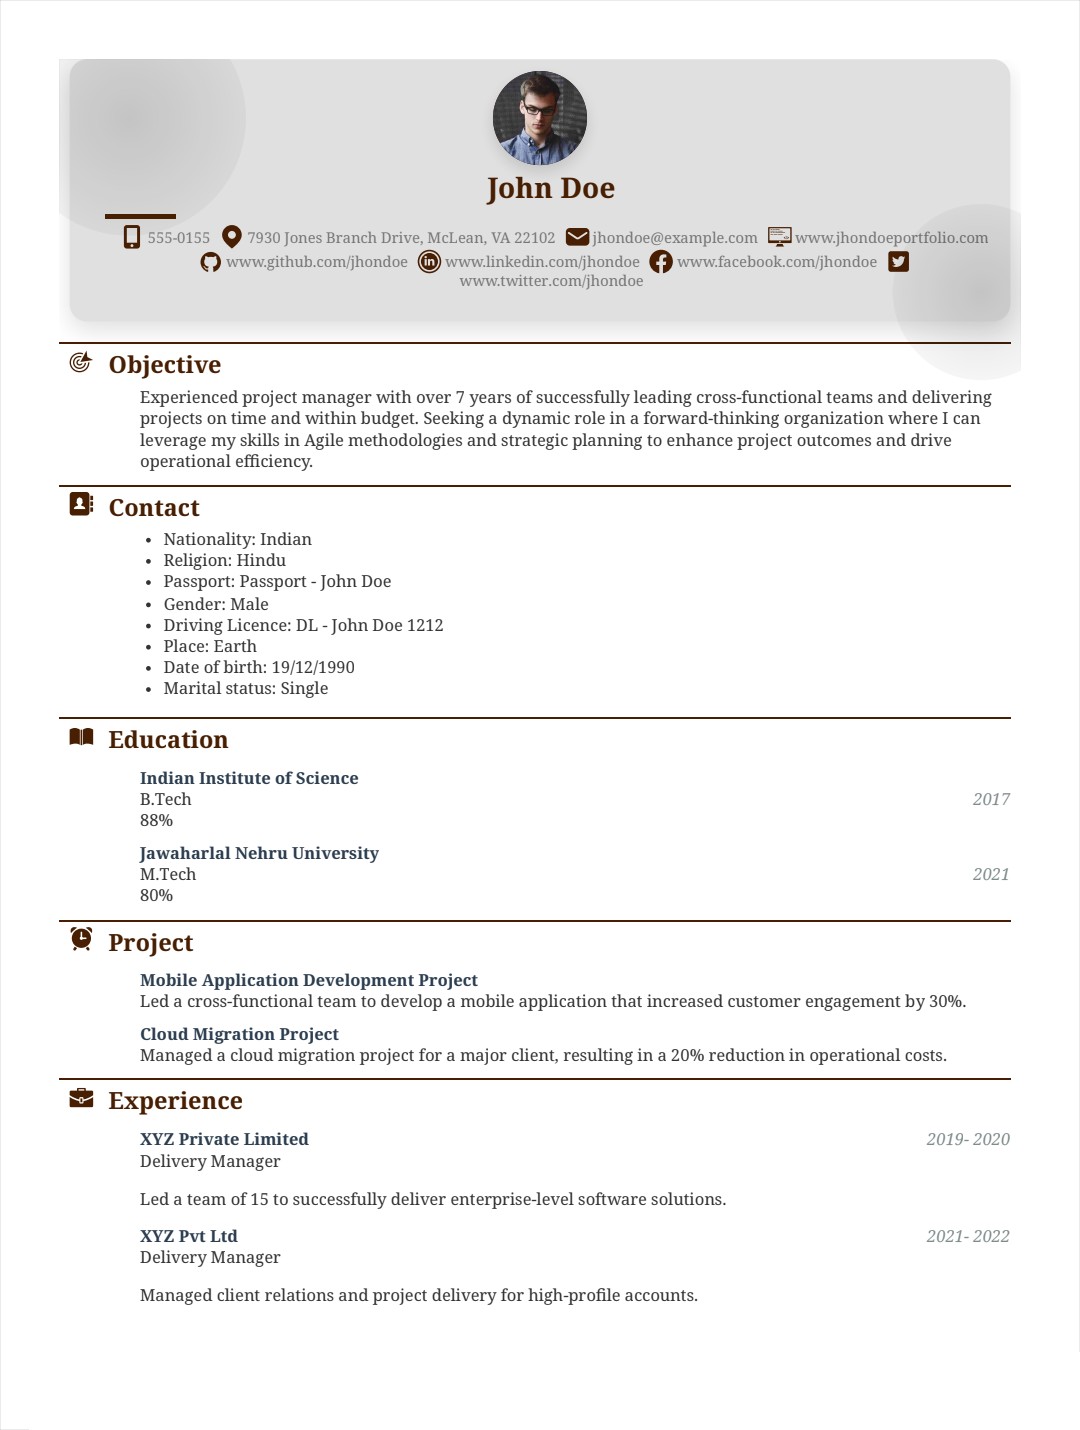 John Doe
555-0155 7930 Jones Branch Drive, McLean, VA 22102 jhondoe@example.com www.jhondoeportfolio.com
www.github.com/jhondoe www.linkedin.com/jhondoe www.facebook.com/jhondoe
www.twitter.com/jhondoe
Objective
Experienced project manager with over 7 years of successfully leading cross-functional teams and delivering
projects on time and within budget. Seeking a dynamic role in a forward-thinking organization where I can
leverage my skills in Agile methodologies and strategic planning to enhance project outcomes and drive
operational efficiency.
Contact
• Nationality: Indian
• Religion: Hindu
• Passport: Passport - John Doe
• Gender: Male
• Driving Licence: DL - John Doe 1212
• Place: Earth
• Date of birth: 19/12/1990
• Marital status: Single
Education
Indian Institute of Science
B.Tech 2017
88%
Jawaharlal Nehru University
M.Tech 2021
80%
Project
Mobile Application Development Project
Led a cross-functional team to develop a mobile application that increased customer engagement by 30%.
Cloud Migration Project
Managed a cloud migration project for a major client, resulting in a 20% reduction in operational costs.
Experience
XYZ Private Limited 2019- 2020
Delivery Manager
Led a team of 15 to successfully deliver enterprise-level software solutions.
XYZ Pvt Ltd 2021- 2022
Delivery Manager
Managed client relations and project delivery for high-profile accounts.